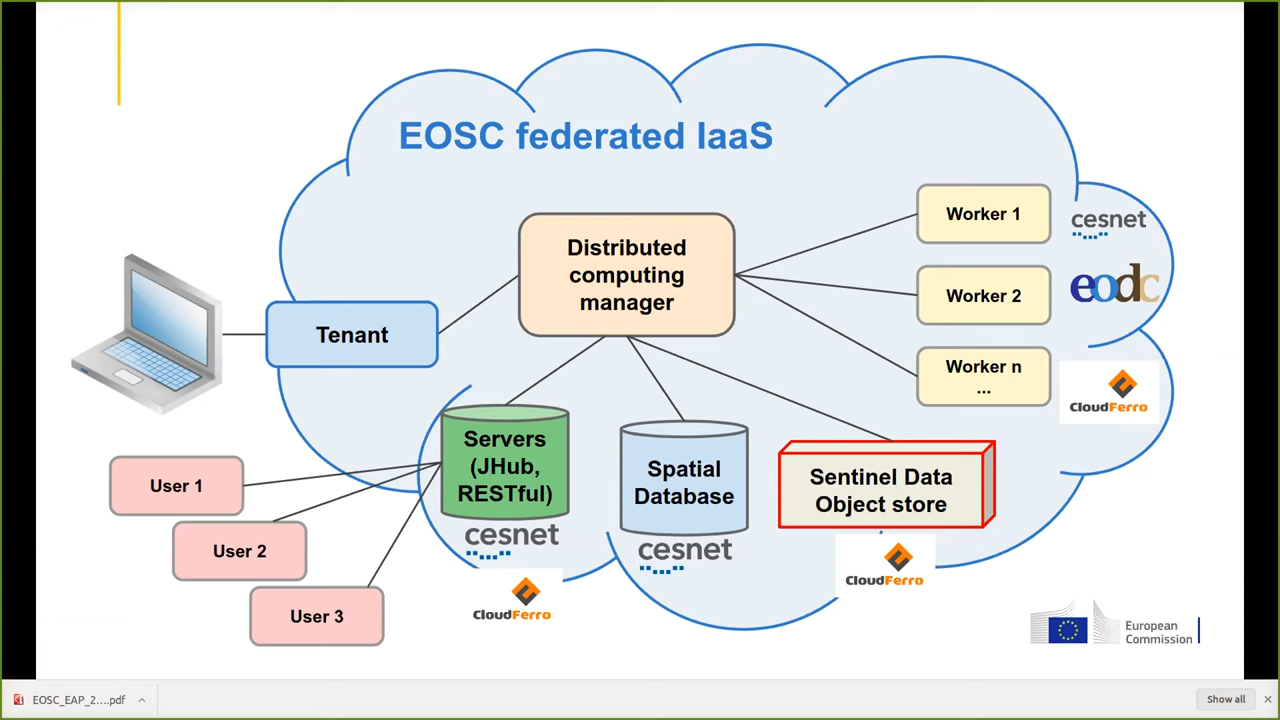 EOSC federated IaaS
Distributed
computing
manager
Worker 1
cesnet
Worker 2
eodc
Worker n
...
CloudFerro
Tenant
Servers
(JHub,
RESTful)
cesnet
CloudFerro
Spatial
Database
cesnet
Sentinel Data
Object store
CloudFerro
User 1
User 2
User 3
European
Commission
EOSC_EAP_2....pdf
Show all